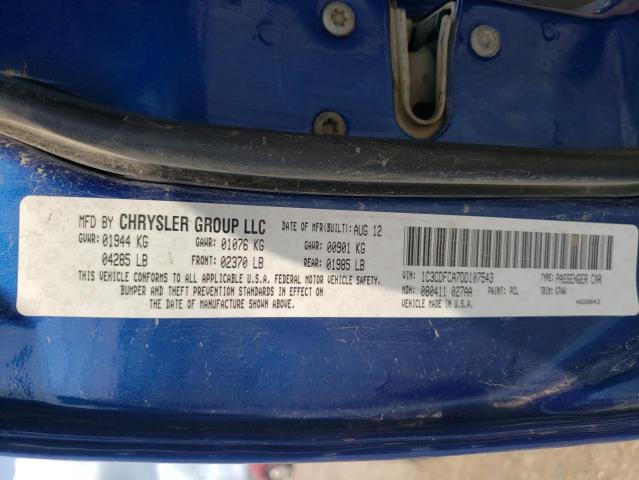 MFD BY CHRYSLER GROUP LLC DATE OF MFR(BUILT): AUG 12
GVWR: 01944 KG GAWR: 01076 KG GAWR: 00901 KG
04285 LB FRONT: 02370 LB REAR: 01985 LB
THIS VEHICLE CONFORMS TO ALL APPLICABLE U.S.A. FEDERAL MOTOR VEHICLE SAFETY,
BUMPER AND THEFT PREVENTION STANDARDS IN EFFECT ON
THE DATE OF MANUFACTURE SHOWN ABOVE.
VIN: 1C3CDFCA7DD107543 TYPE: PASSENGER CAR
MDH: 080411 027AA PAINT: PCL TRIM: G7AA
VEHICLE MADE IN U.S.A.